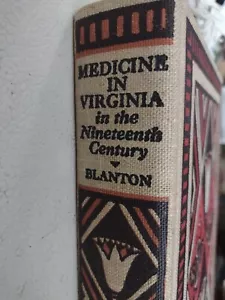 MEDICINE
IN
VIRGINIA
in the
Nineteenth
Century
BLANTON